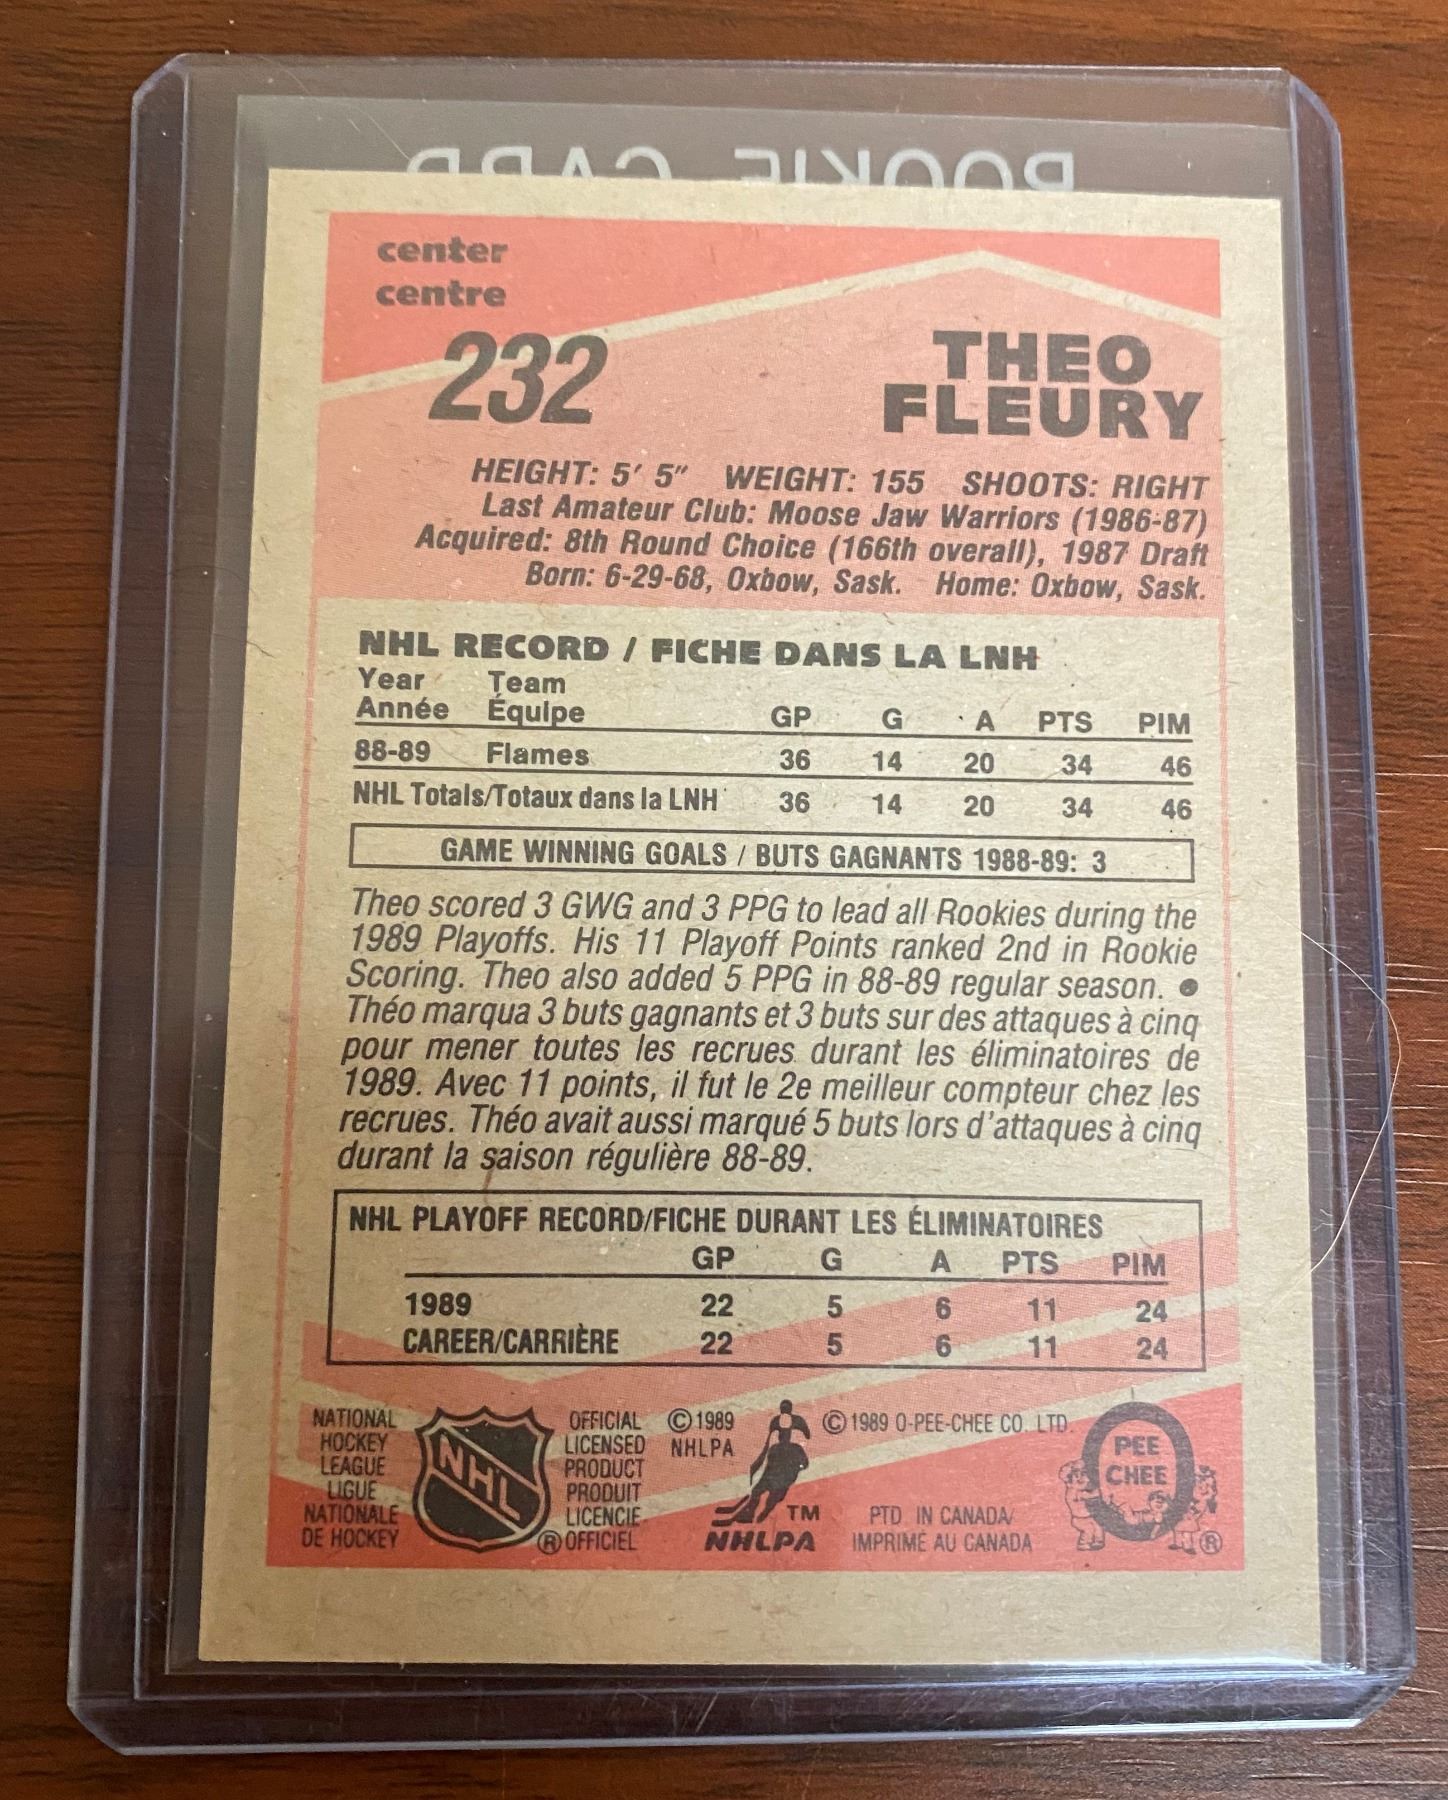 ROOKIE CARD
center
centre
232
THEO
FLEURY
HEIGHT: 5' 5" WEIGHT: 155 SHOOTS: RIGHT
Last Amateur Club: Moose Jaw Warriors (1986-87)
Acquired: 8th Round Choice (166th overall), 1987 Draft
Born: 6-29-68, Oxbow, Sask. Home: Oxbow, Sask.
NHL RECORD / FICHE DANS LA LNH
Year Team
Année Équipe GP G A PTS PIM
88-89 Flames 36 14 20 34 46
NHL Totals/Totaux dans la LNH 36 14 20 34 46
GAME WINNING GOALS / BUTS GAGNANTS 1988-89: 3
Theo scored 3 GWG and 3 PPG to lead all Rookies during the
1989 Playoffs. His 11 Playoff Points ranked 2nd in Rookie
Scoring. Theo also added 5 PPG in 88-89 regular season. ●
Théo marqua 3 buts gagnants et 3 buts sur des attaques à cinq
pour mener toutes les recrues durant les éliminatoires de
1989. Avec 11 points, il fut le 2e meilleur compteur chez les
recrues. Théo avait aussi marqué 5 buts lors d'attaques à cinq
durant la saison régulière 88-89.
NHL PLAYOFF RECORD/FICHE DURANT LES ÉLIMINATOIRES
GP G A PTS PIM
1989 22 5 6 11 24
CAREER/CARRIÈRE 22 5 6 11 24
NATIONAL
HOCKEY
LEAGUE
LIGUE
NATIONALE
DE HOCKEY
NHL
®
OFFICIAL
LICENSED
PRODUCT
PRODUIT
LICENCIE
OFFICIEL
©1989
NHLPA
TM
NHLPA
©1989 O-PEE-CHEE CO. LTD.
PTD. IN CANADA/
IMPRIMÉ AU CANADA
O
PEE
CHEE
®